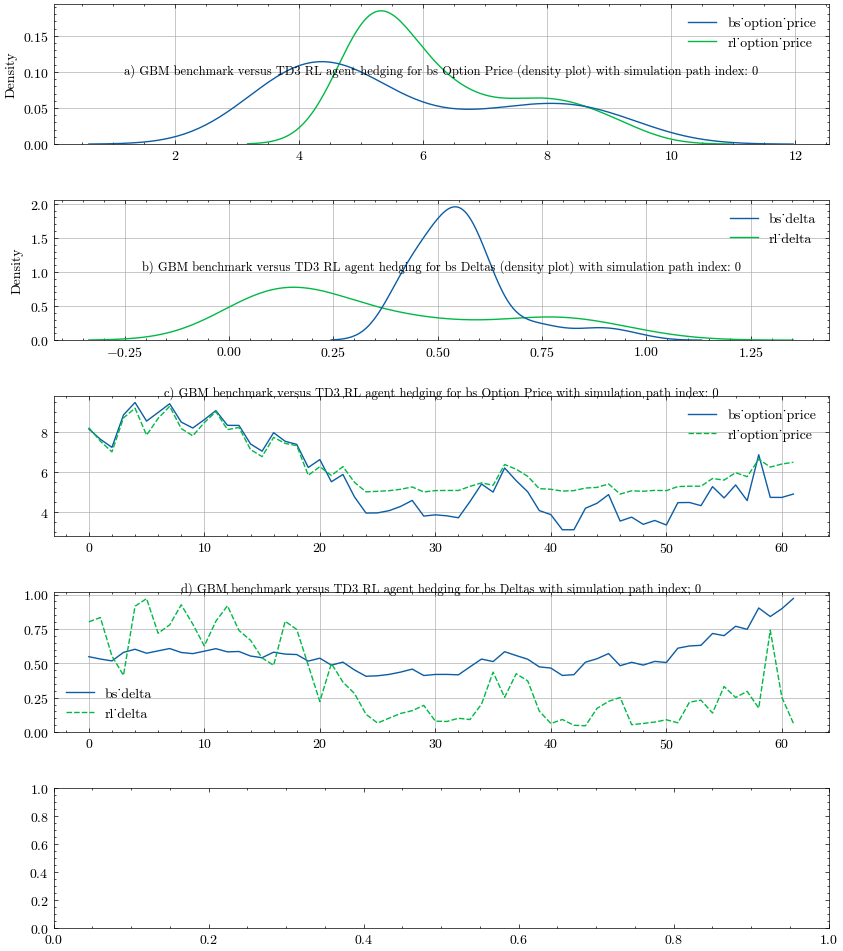 bs˙option˙price
rl˙option˙price
a) GBM benchmark versus TD3 RL agent hedging for bs Option Price (density plot) with simulation path index: 0
Density
0.15
0.10
0.05
0.00
2 4 6 8 10 12
bs˙delta
rl˙delta
b) GBM benchmark versus TD3 RL agent hedging for bs Deltas (density plot) with simulation path index: 0
Density
2.0
1.5
1.0
0.5
0.0
−0.25 0.00 0.25 0.50 0.75 1.00 1.25
c) GBM benchmark versus TD3 RL agent hedging for bs Option Price with simulation path index: 0
bs˙option˙price
rl˙option˙price
8
6
4
0 10 20 30 40 50 60
d) GBM benchmark versus TD3 RL agent hedging for bs Deltas with simulation path index: 0
1.00
0.75
0.50
0.25
0.00
bs˙delta
rl˙delta
0 10 20 30 40 50 60
1.0
0.8
0.6
0.4
0.2
0.0
0.0 0.2 0.4 0.6 0.8 1.0